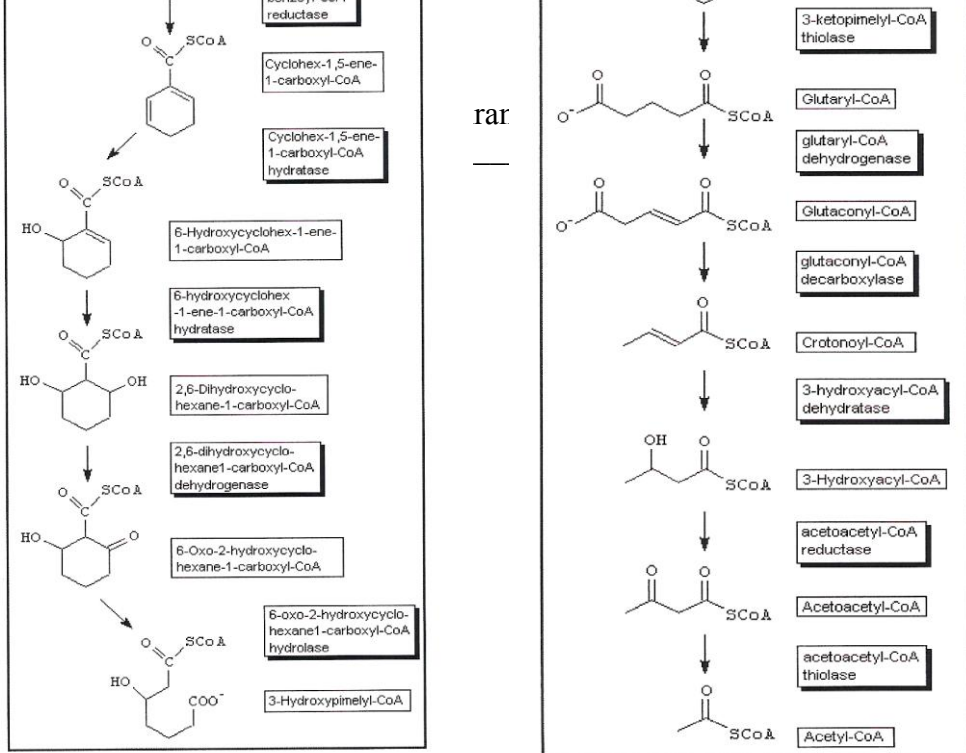 reductase
O
SCoA
C
Cyclohex-1,5-ene-
1-carboxyl-CoA
Cyclohex-1,5-ene-
1-carboxyl-CoA
hydratase
O
SCoA
C
HO
6-Hydroxycyclohex-1-ene-
1-carboxyl-CoA
6-hydroxycyclohex
-1-ene-1-carboxyl-CoA
hydratase
O
SCoA
C
HO
OH
2,6-Dihydroxycyclo-
hexane-1-carboxyl-CoA
2,6-dihydroxycyclo-
hexane1-carboxyl-CoA
dehydrogenase
O
SCoA
C
HO
O
6-Oxo-2-hydroxycyclo-
hexane-1-carboxyl-CoA
6-oxo-2-hydroxycyclo-
hexane1-carboxyl-CoA
hydrolase
O
SCoA
C
HO
COO-
3-Hydroxypimelyl-CoA
ran
3-ketopimelyl-CoA
thiolase
O
O
O-
SCoA
Glutaryl-CoA
glutaryl-CoA
dehydrogenase
O
O
O-
SCoA
Glutaconyl-CoA
glutaconyl-CoA
decarboxylase
O
SCoA
Crotonoyl-CoA
3-hydroxyacyl-CoA
dehydratase
OH
O
SCoA
3-Hydroxyacyl-CoA
acetoacetyl-CoA
reductase
O
O
SCoA
Acetoacetyl-CoA
acetoacetyl-CoA
thiolase
O
SCoA
Acetyl-CoA